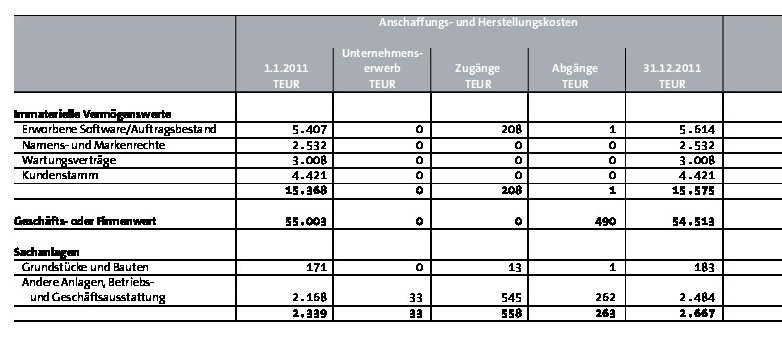 Anschaffungs- und Herstellungskosten
Unternehmens-
1.1.2011 erwerb Zugänge Abgänge 31.12.2011
TEUR TEUR TEUR TEUR TEUR
Immaterielle Vermögenswerte
Erworbene Software/Auftragsbestand 5.407 0 208 1 5.614
Namens- und Markenrechte 2.532 0 0 0 2.532
Wartungsverträge 3.008 0 0 0 3.008
Kundenstamm 4.421 0 0 0 4.421
15.368 0 208 1 15.575
Geschäfts- oder Firmenwert 55.003 0 0 490 54.513
Sachanlagen
Grundstücke und Bauten 171 0 13 1 183
Andere Anlagen, Betriebs-
und Geschäftsausstattung 2.168 33 545 262 2.484
2.339 33 558 263 2.667